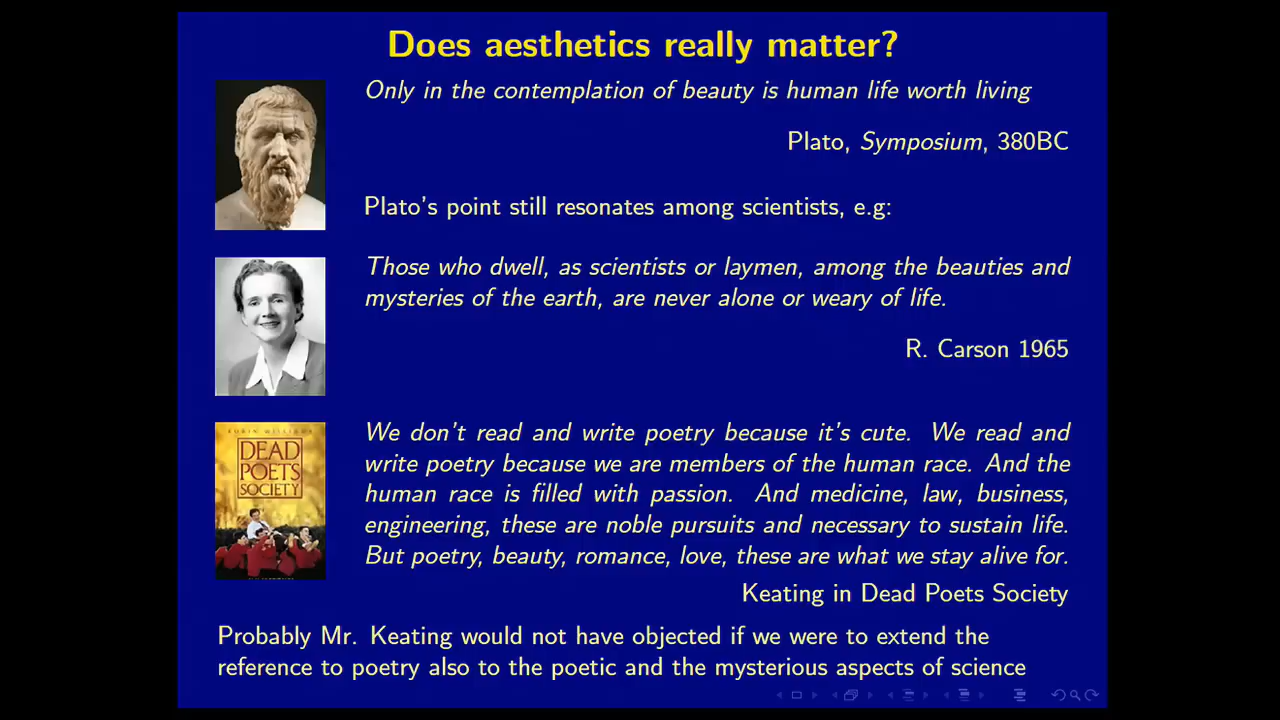 Does aesthetics really matter?
Only in the contemplation of beauty is human life worth living
Plato, Symposium, 380BC
Plato's point still resonates among scientists, e.g:
Those who dwell, as scientists or laymen, among the beauties and
mysteries of the earth, are never alone or weary of life.
R. Carson 1965
DEAD
POETS
SOCIETY
We don't read and write poetry because it's cute. We read and
write poetry because we are members of the human race. And the
human race is filled with passion. And medicine, law, business,
engineering, these are noble pursuits and necessary to sustain life.
But poetry, beauty, romance, love, these are what we stay alive for.
Keating in Dead Poets Society
Probably Mr. Keating would not have objected if we were to extend the
reference to poetry also to the poetic and the mysterious aspects of science